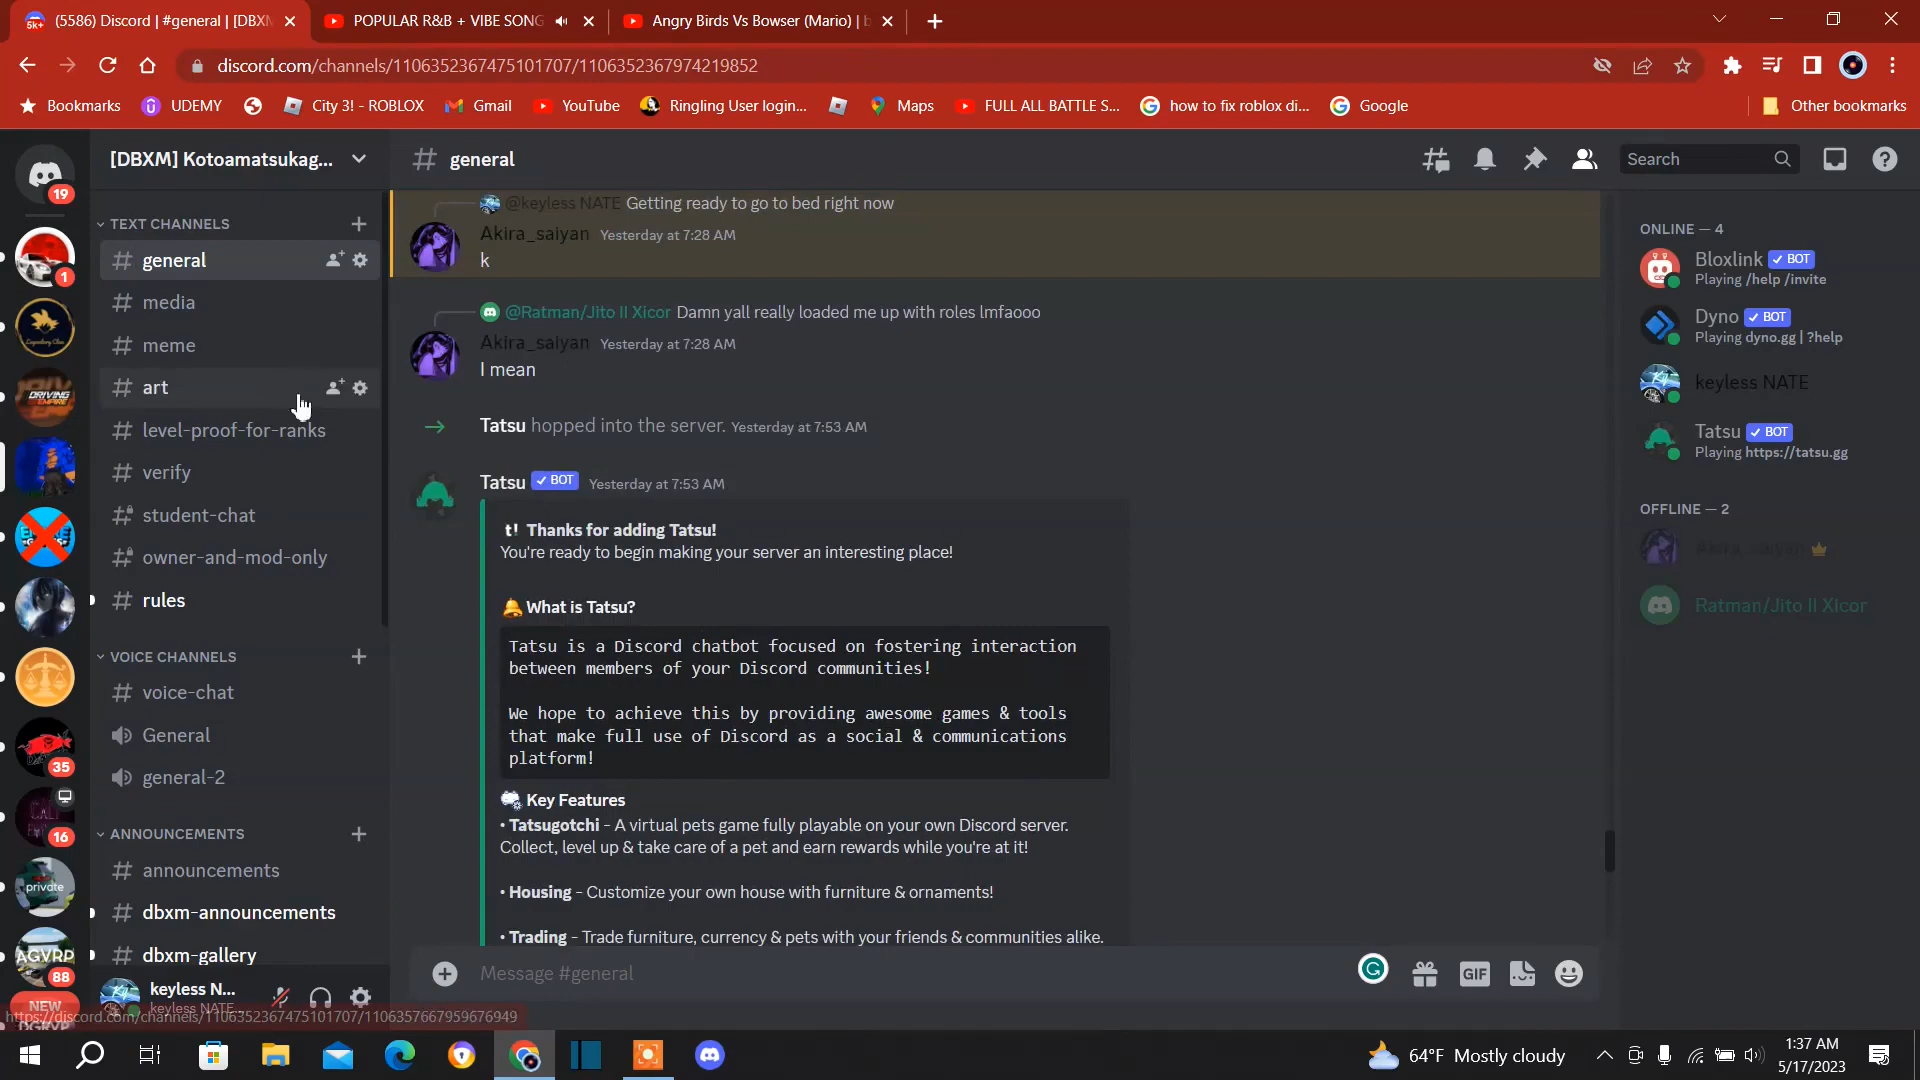 (5586) Discord | #general | [DBXM
POPULAR R&B + VIBE SONG
Angry Birds Vs Bowser (Mario) | b
discord.com/channels/1106352367475101707/1106352367974219852
Bookmarks
UDEMY
City 3! - ROBLOX
Gmail
YouTube
Ringling User login...
Maps
FULL ALL BATTLE S...
how to fix roblox di...
Google
Other bookmarks
[DBXM] Kotoamatsukag...
general
Search
19
1
35
16
private
AGVRP
88
NEW
DRIVING
EMPIRE
TEXT CHANNELS
general
media
meme
art
level-proof-for-ranks
verify
student-chat
owner-and-mod-only
rules
VOICE CHANNELS
voice-chat
General
general-2
ANNOUNCEMENTS
announcements
dbxm-announcements
dbxm-gallery
keyless N...
keyless NATE
https://discord.com/channels/1106352367475101707/1106357667959676949
@keyless NATE Getting ready to go to bed right now
Akira_saiyan Yesterday at 7:28 AM
k
@Ratman/Jito II Xicor Damn yall really loaded me up with roles lmfaooo
Akira_saiyan Yesterday at 7:28 AM
I mean
Tatsu hopped into the server. Yesterday at 7:53 AM
Tatsu BOT Yesterday at 7:53 AM
t! Thanks for adding Tatsu!
You're ready to begin making your server an interesting place!
What is Tatsu?
Tatsu is a Discord chatbot focused on fostering interaction
between members of your Discord communities!
We hope to achieve this by providing awesome games & tools
that make full use of Discord as a social & communications
platform!
Key Features
• Tatsugotchi - A virtual pets game fully playable on your own Discord server.
Collect, level up & take care of a pet and earn rewards while you're at it!
• Housing - Customize your own house with furniture & ornaments!
• Trading - Trade furniture, currency & pets with your friends & communities alike.
Message #general
GIF
ONLINE — 4
Bloxlink BOT
Playing /help /invite
Dyno BOT
Playing dyno.gg | ?help
keyless NATE
Tatsu BOT
Playing https://tatsu.gg
OFFLINE — 2
Akira_saiyan
Ratman/Jito II Xicor
64°F Mostly cloudy
1:37 AM
5/17/2023